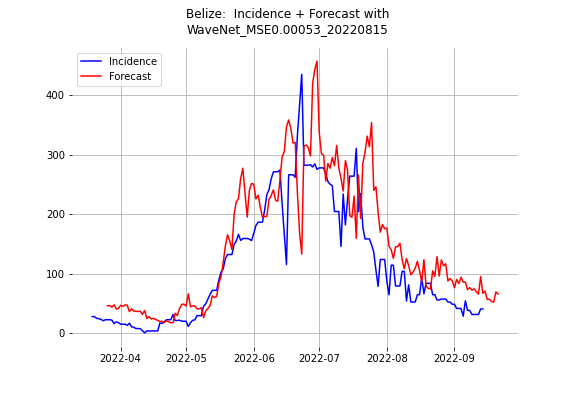 Belize:  Incidence + Forecast with
WaveNet_MSE0.00053_20220815
Incidence
Forecast
400
300
200
100
0
2022-04 2022-05 2022-06 2022-07 2022-08 2022-09